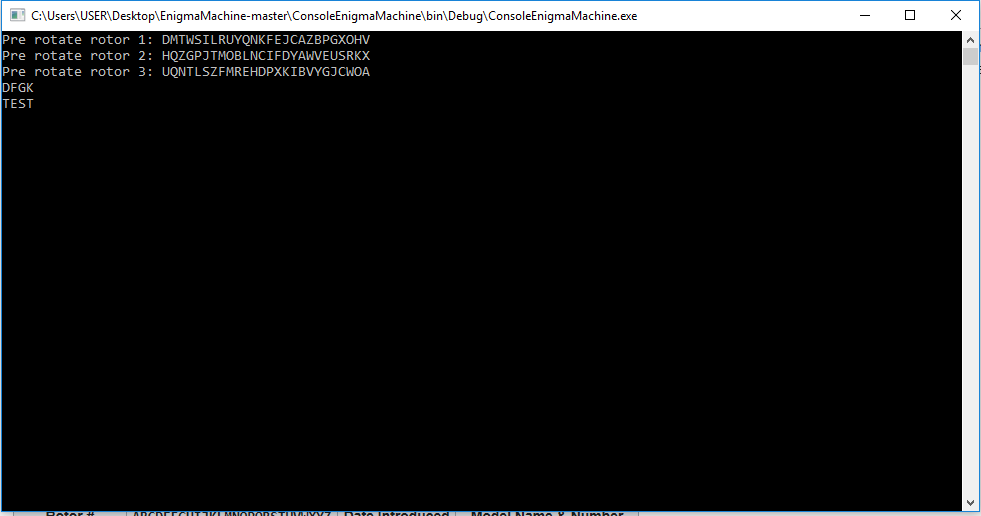 C:\Users\USER\Desktop\EnigmaMachine-master\ConsoleEnigmaMachine\bin\Debug\ConsoleEnigmaMachine.exe
Pre rotate rotor 1: DMTWSILRUYQNKFEJCAZBPGXOHV
Pre rotate rotor 2: HQZGPJTMOBLNCIFDYAWVEUSRKX
Pre rotate rotor 3: UQNTLSZFMREHDPXKIBVYGJCWOA
DFGK
TEST
Rotor # ABCDEFGHIJKLMNOPQRSTUVWXYZ Date Introduced Model Name & Number